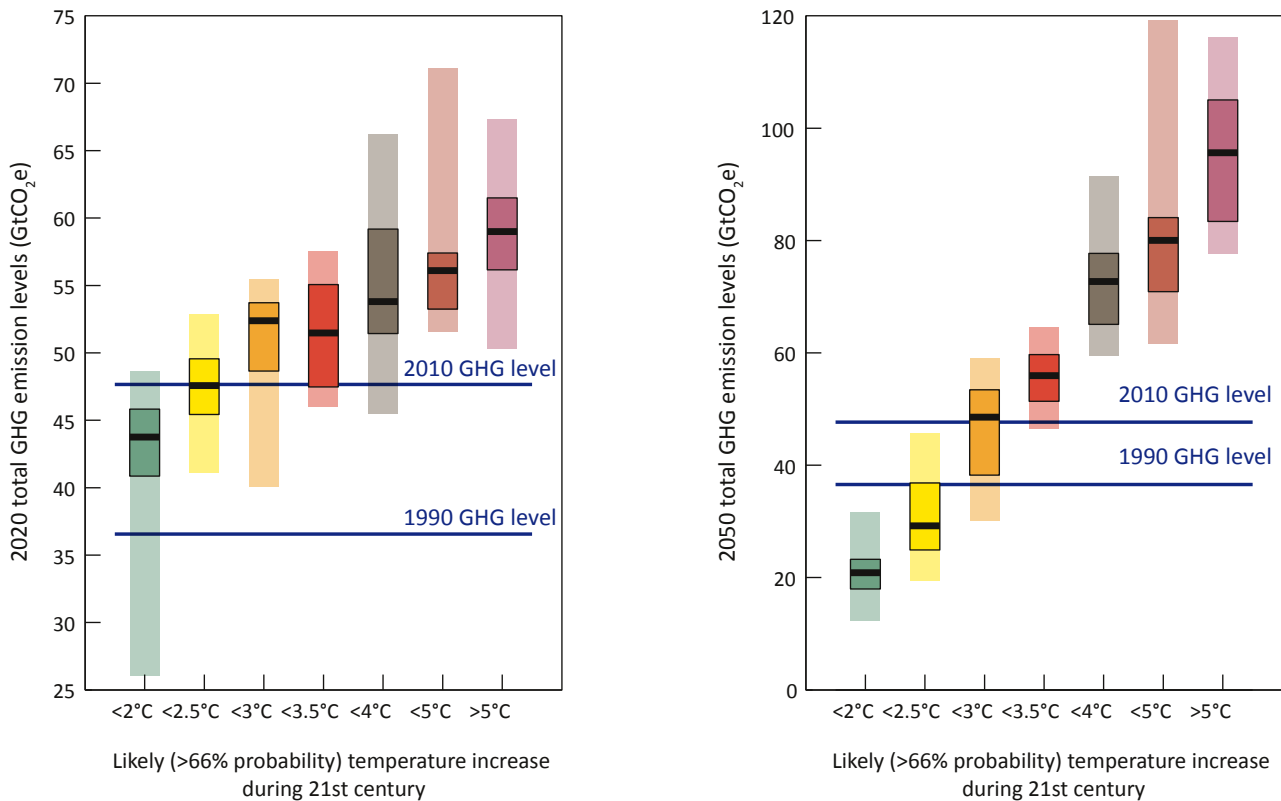 2020 total GHG emission levels (GtCO₂e)
75
70
65
60
55
50
45
40
35
30
25
2010 GHG level
1990 GHG level
<2°C <2.5°C <3°C <3.5°C <4°C <5°C >5°C
Likely (>66% probability) temperature increase
during 21st century
2050 total GHG emission levels (GtCO₂e)
120
100
80
60
40
20
0
2010 GHG level
1990 GHG level
<2°C <2.5°C <3°C <3.5°C <4°C <5°C >5°C
Likely (>66% probability) temperature increase
during 21st century